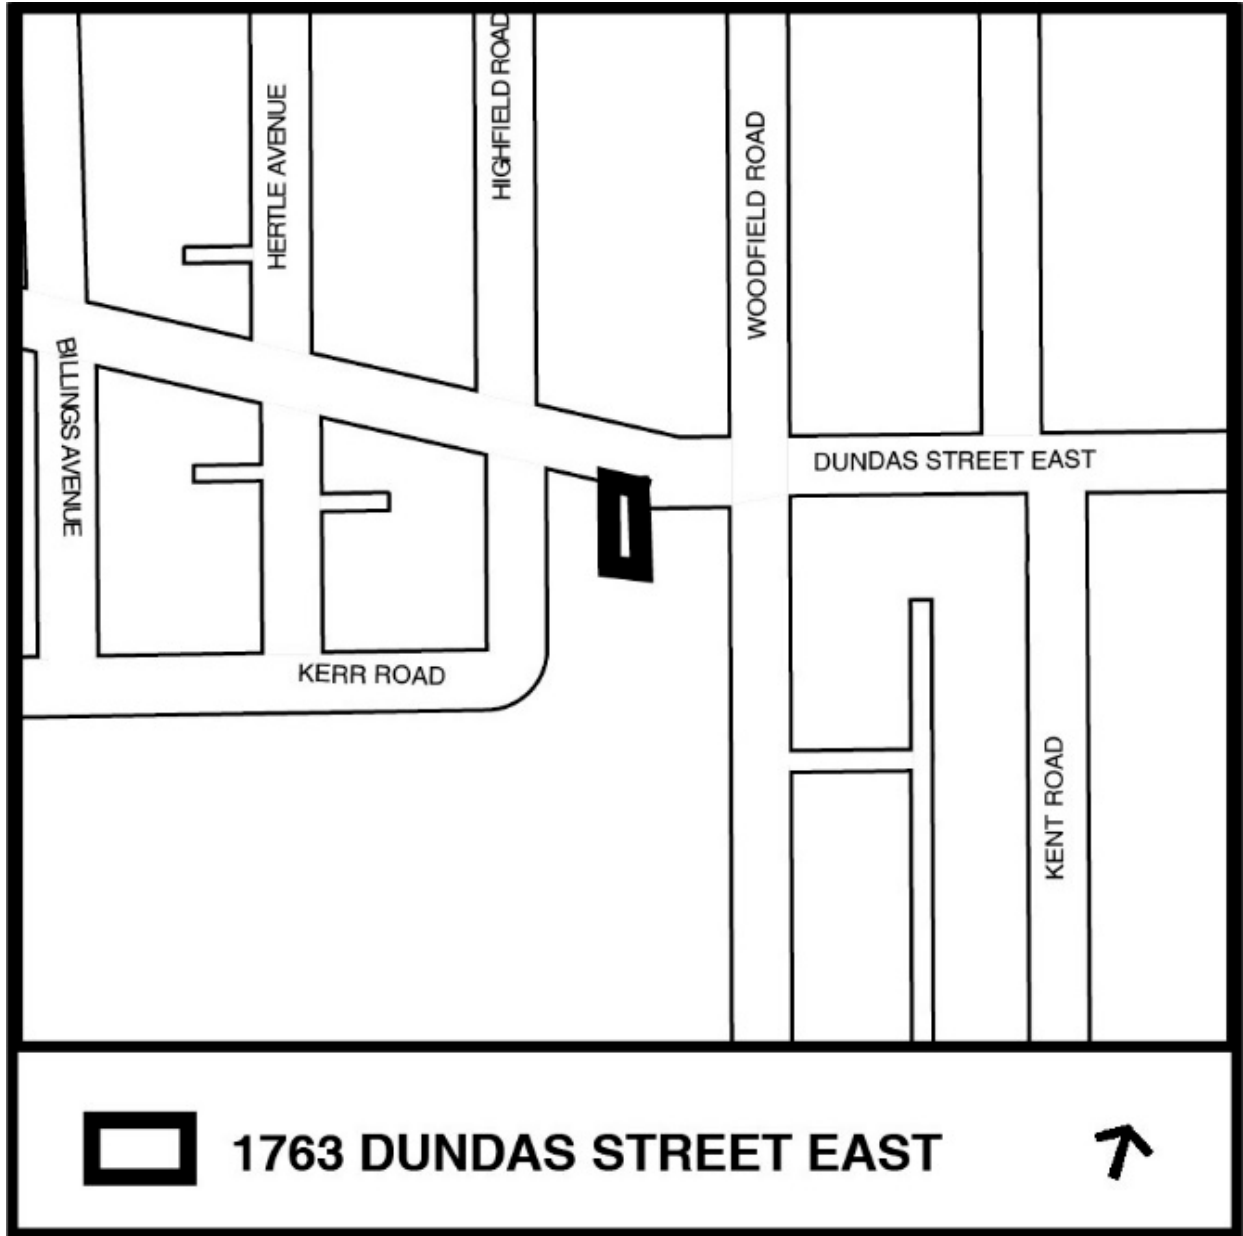 HERTLE AVENUE
HIGHFIELD ROAD
WOODFIELD ROAD
BILLINGS AVENUE
DUNDAS STREET EAST
KERR ROAD
KENT ROAD
1763 DUNDAS STREET EAST